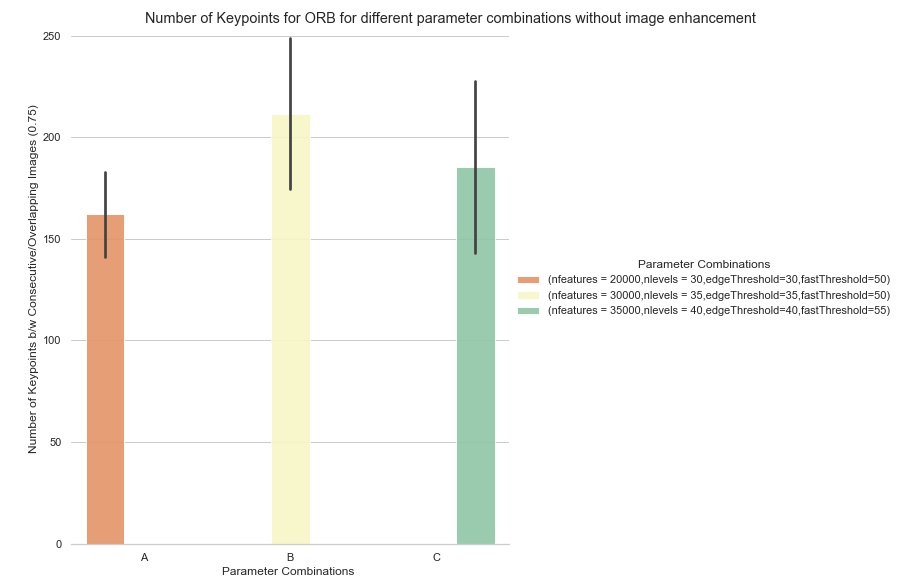 Number of Keypoints for ORB for different parameter combinations without image enhancement
Number of Keypoints b/w Consecutive/Overlapping Images (0.75)
250
200
150
100
50
0
A
B
C
Parameter Combinations
Parameter Combinations
(nfeatures = 20000,nlevels = 30,edgeThreshold=30,fastThreshold=50)
(nfeatures = 30000,nlevels = 35,edgeThreshold=35,fastThreshold=50)
(nfeatures = 35000,nlevels = 40,edgeThreshold=40,fastThreshold=55)